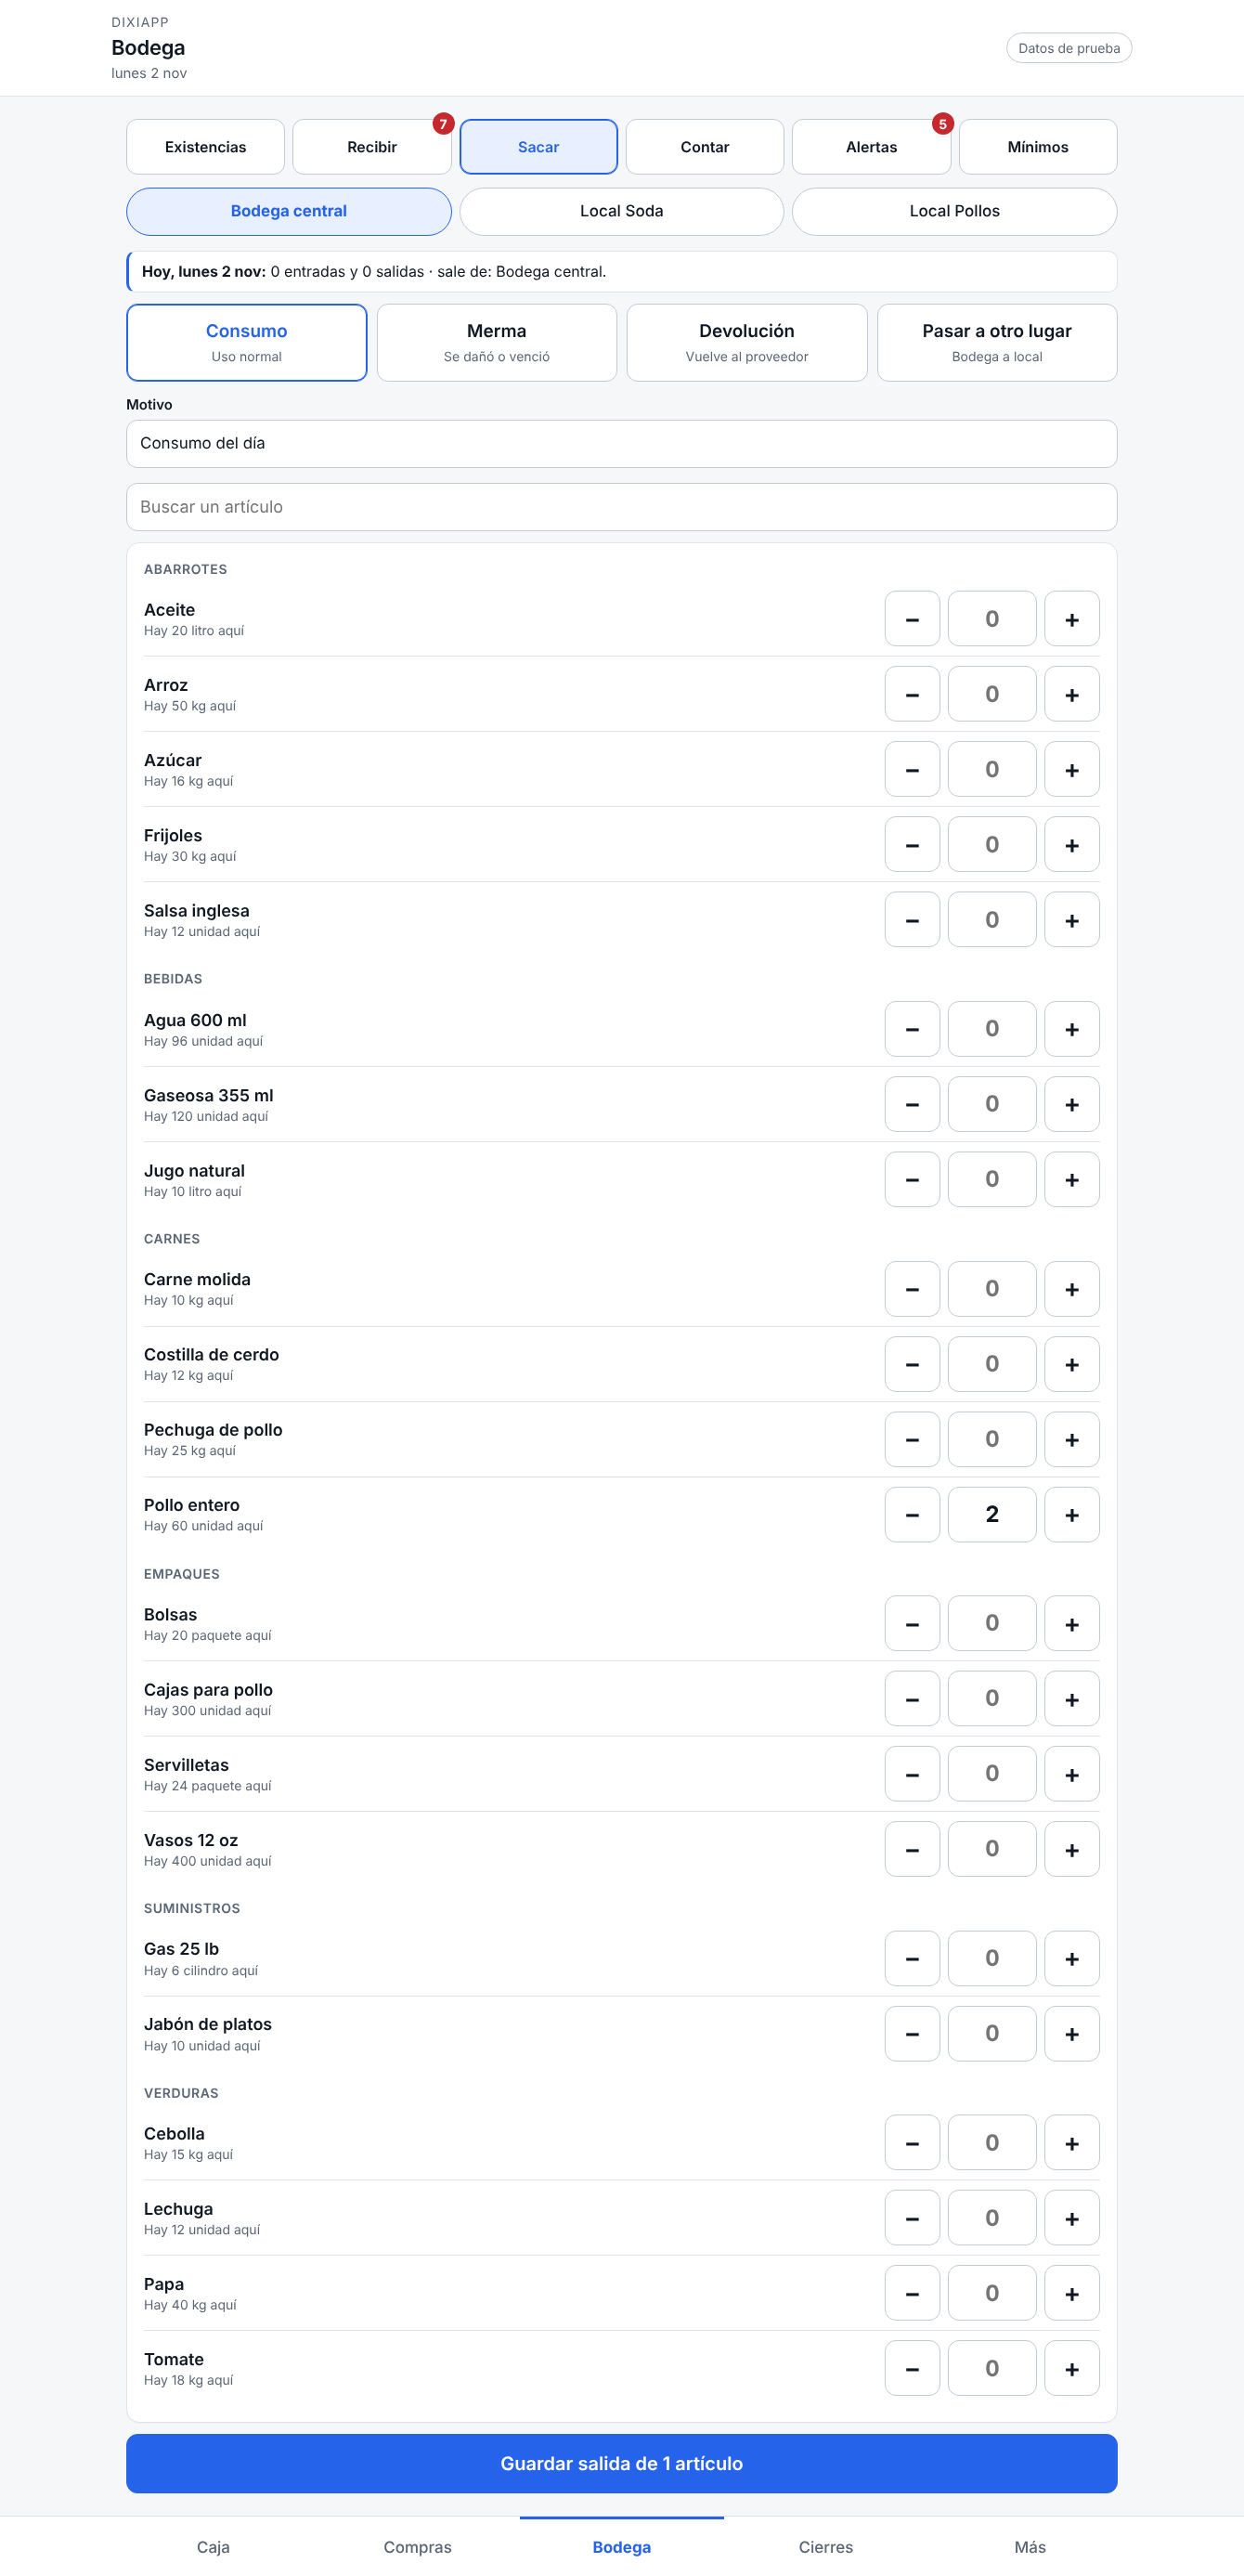 DIXIAPP
Bodega
lunes 2 nov
Datos de prueba
Existencias
Recibir
7
Sacar
Contar
Alertas
5
Mínimos
Bodega central
Local Soda
Local Pollos
Hoy, lunes 2 nov: 0 entradas y 0 salidas · sale de: Bodega central.
Consumo
Uso normal
Merma
Se dañó o venció
Devolución
Vuelve al proveedor
Pasar a otro lugar
Bodega a local
Motivo
Consumo del día
Buscar un artículo
ABARROTES
Aceite
Hay 20 litro aquí
− 0 +
Arroz
Hay 50 kg aquí
− 0 +
Azúcar
Hay 16 kg aquí
− 0 +
Frijoles
Hay 30 kg aquí
− 0 +
Salsa inglesa
Hay 12 unidad aquí
− 0 +
BEBIDAS
Agua 600 ml
Hay 96 unidad aquí
− 0 +
Gaseosa 355 ml
Hay 120 unidad aquí
− 0 +
Jugo natural
Hay 10 litro aquí
− 0 +
CARNES
Carne molida
Hay 10 kg aquí
− 0 +
Costilla de cerdo
Hay 12 kg aquí
− 0 +
Pechuga de pollo
Hay 25 kg aquí
− 0 +
Pollo entero
Hay 60 unidad aquí
− 2 +
EMPAQUES
Bolsas
Hay 20 paquete aquí
− 0 +
Cajas para pollo
Hay 300 unidad aquí
− 0 +
Servilletas
Hay 24 paquete aquí
− 0 +
Vasos 12 oz
Hay 400 unidad aquí
− 0 +
SUMINISTROS
Gas 25 lb
Hay 6 cilindro aquí
− 0 +
Jabón de platos
Hay 10 unidad aquí
− 0 +
VERDURAS
Cebolla
Hay 15 kg aquí
− 0 +
Lechuga
Hay 12 unidad aquí
− 0 +
Papa
Hay 40 kg aquí
− 0 +
Tomate
Hay 18 kg aquí
− 0 +
Guardar salida de 1 artículo
Caja
Compras
Bodega
Cierres
Más